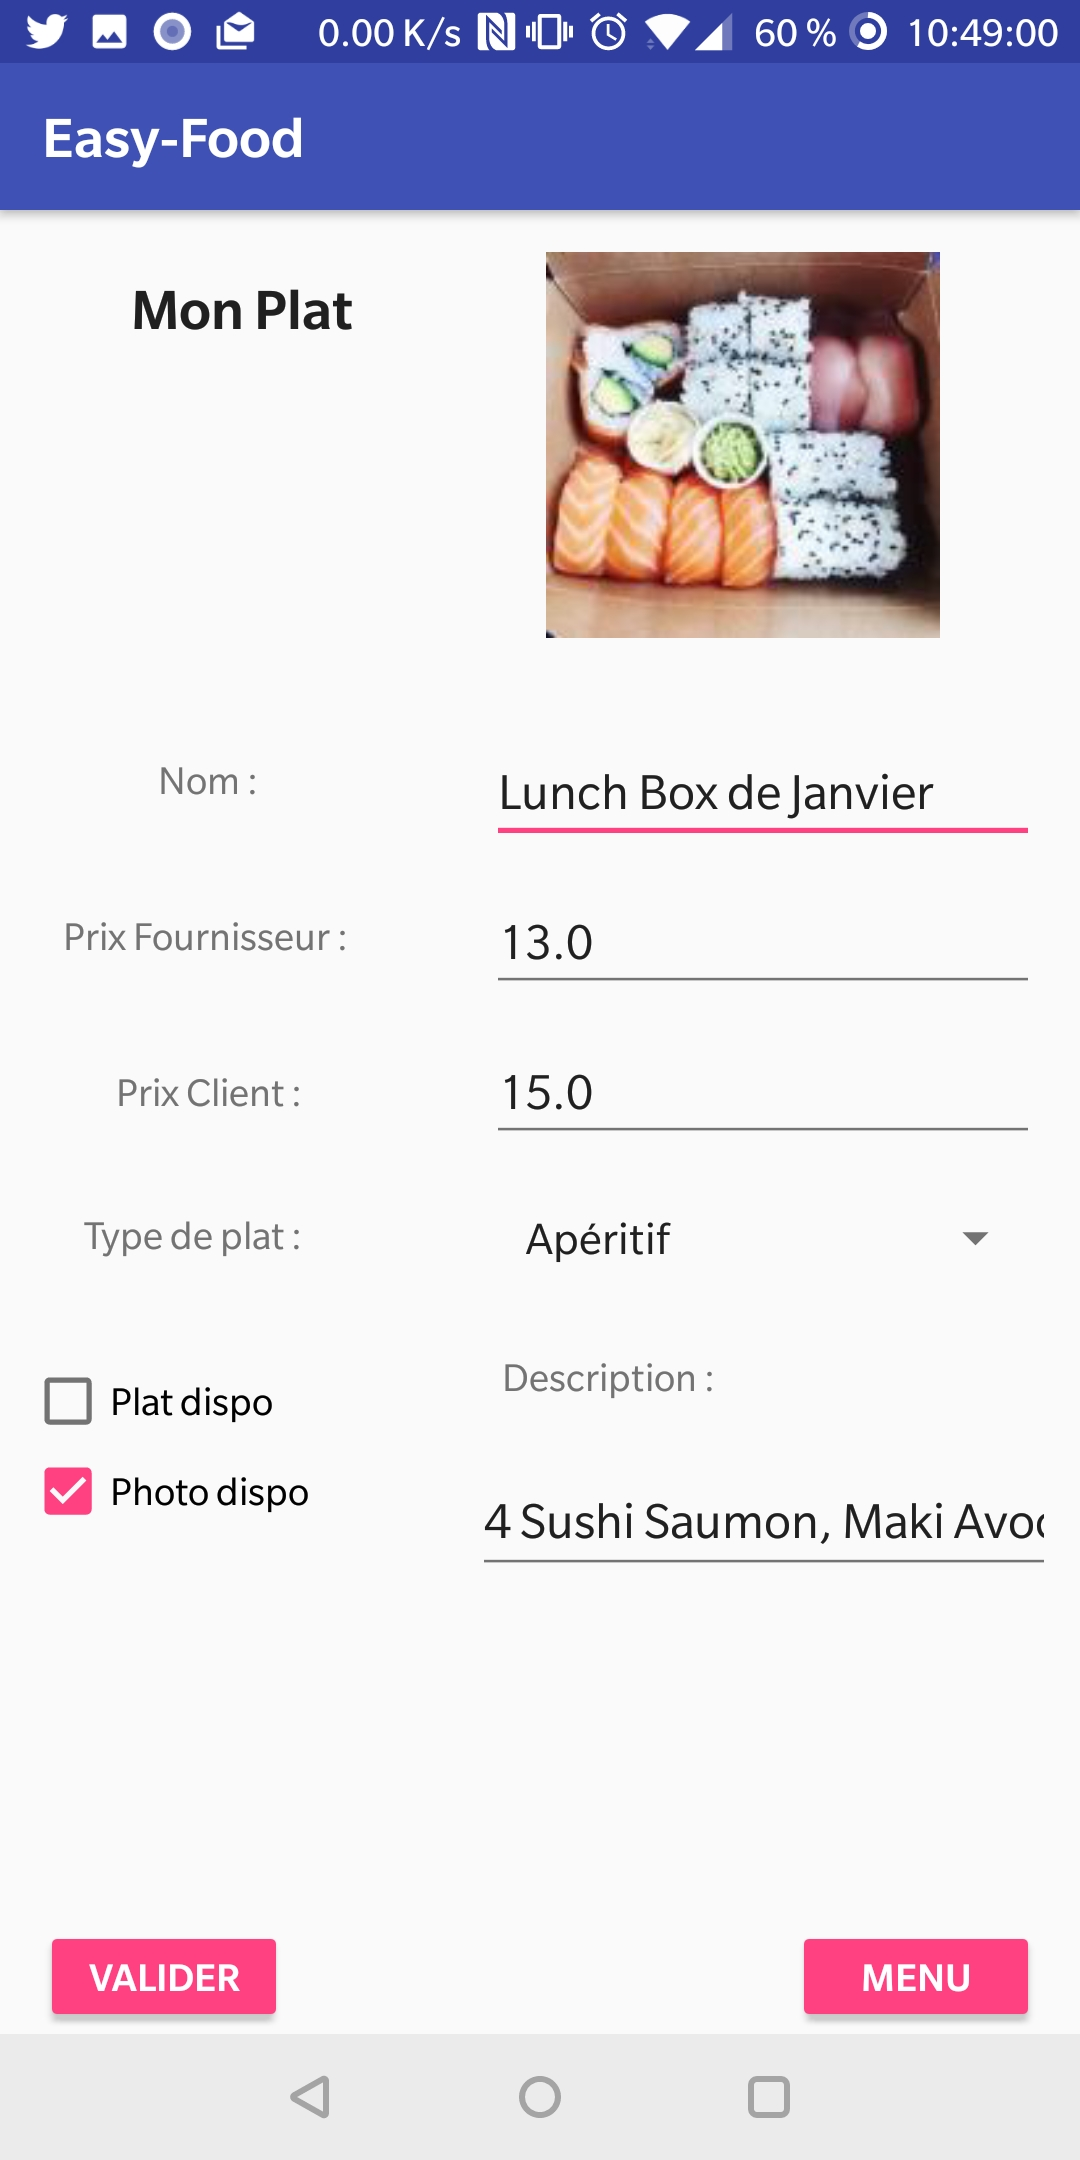 0.00 K/s 60 % 10:49:00
Easy-Food
Mon Plat
Nom :
Lunch Box de Janvier
Prix Fournisseur :
13.0
Prix Client :
15.0
Type de plat :
Apéritif
Description :
Plat dispo
Photo dispo
4 Sushi Saumon, Maki
VALIDER
MENU